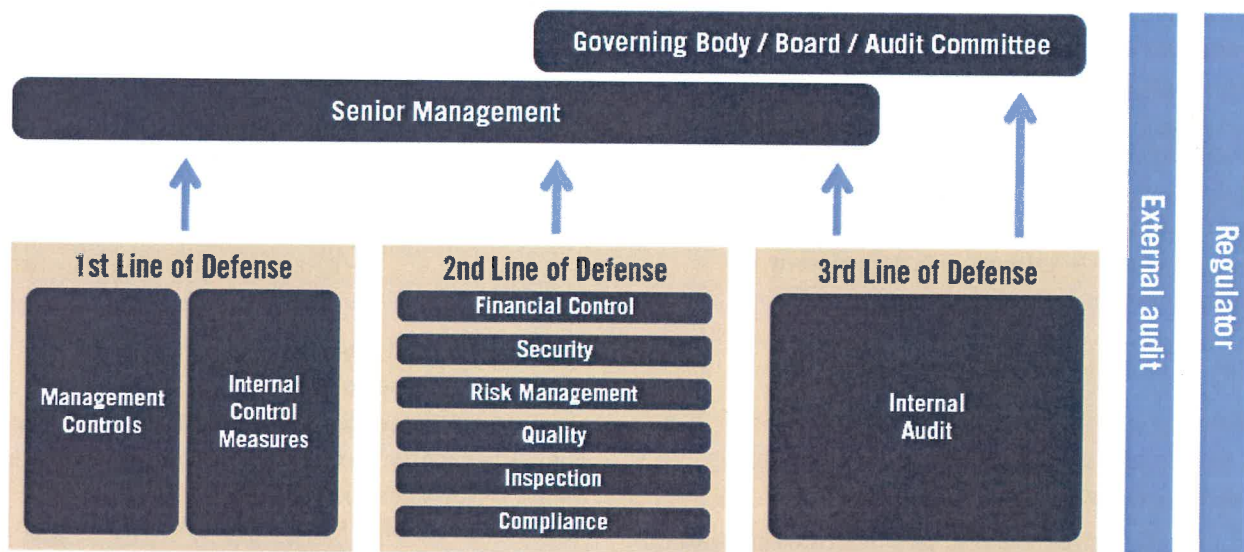 Governing Body / Board / Audit Committee
Senior Management
1st Line of Defense
Management
Controls
Internal
Control
Measures
2nd Line of Defense
Financial Control
Security
Risk Management
Quality
Inspection
Compliance
3rd Line of Defense
Internal
Audit
External audit
Regulator